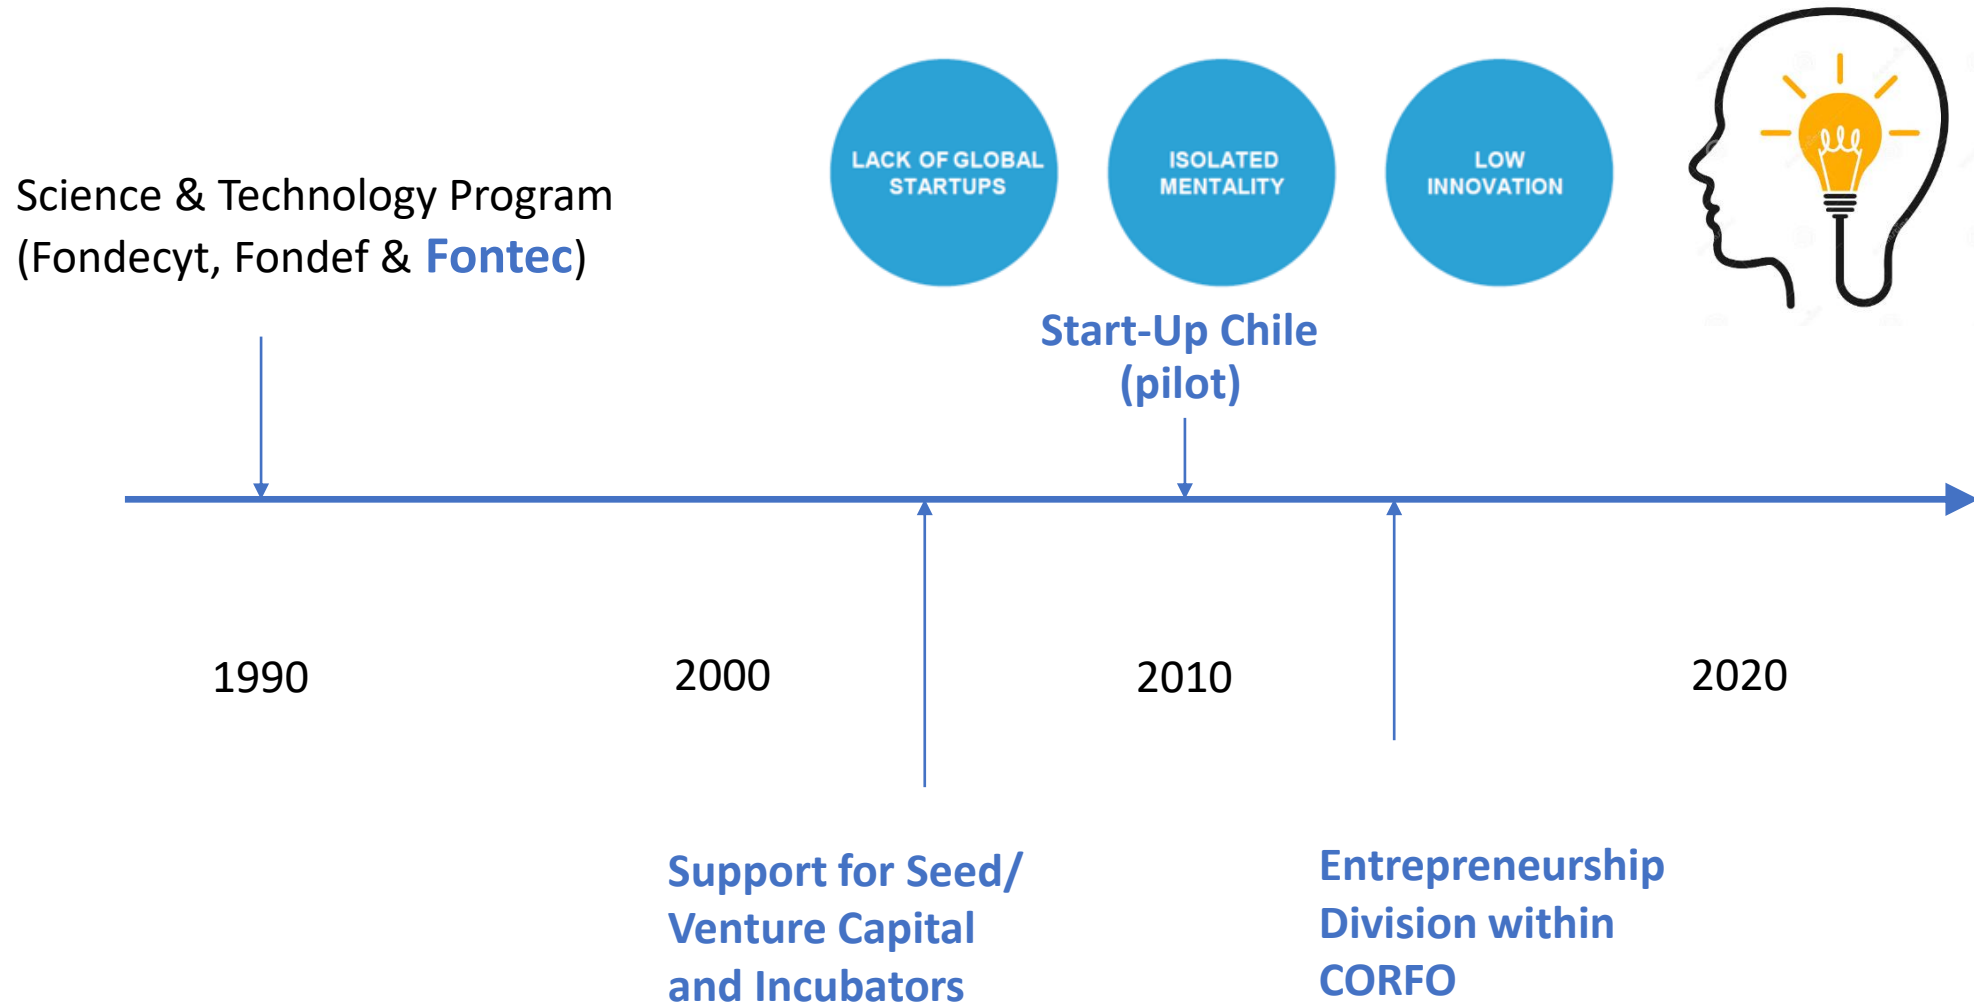 LACK OF GLOBAL
STARTUPS
ISOLATED
MENTALITY
LOW
INNOVATION
Science & Technology Program
(Fondecyt, Fondef & Fontec)
Start-Up Chile
(pilot)
1990
2000
2010
2020
Support for Seed/
Venture Capital
and Incubators
Entrepreneurship
Division within
CORFO